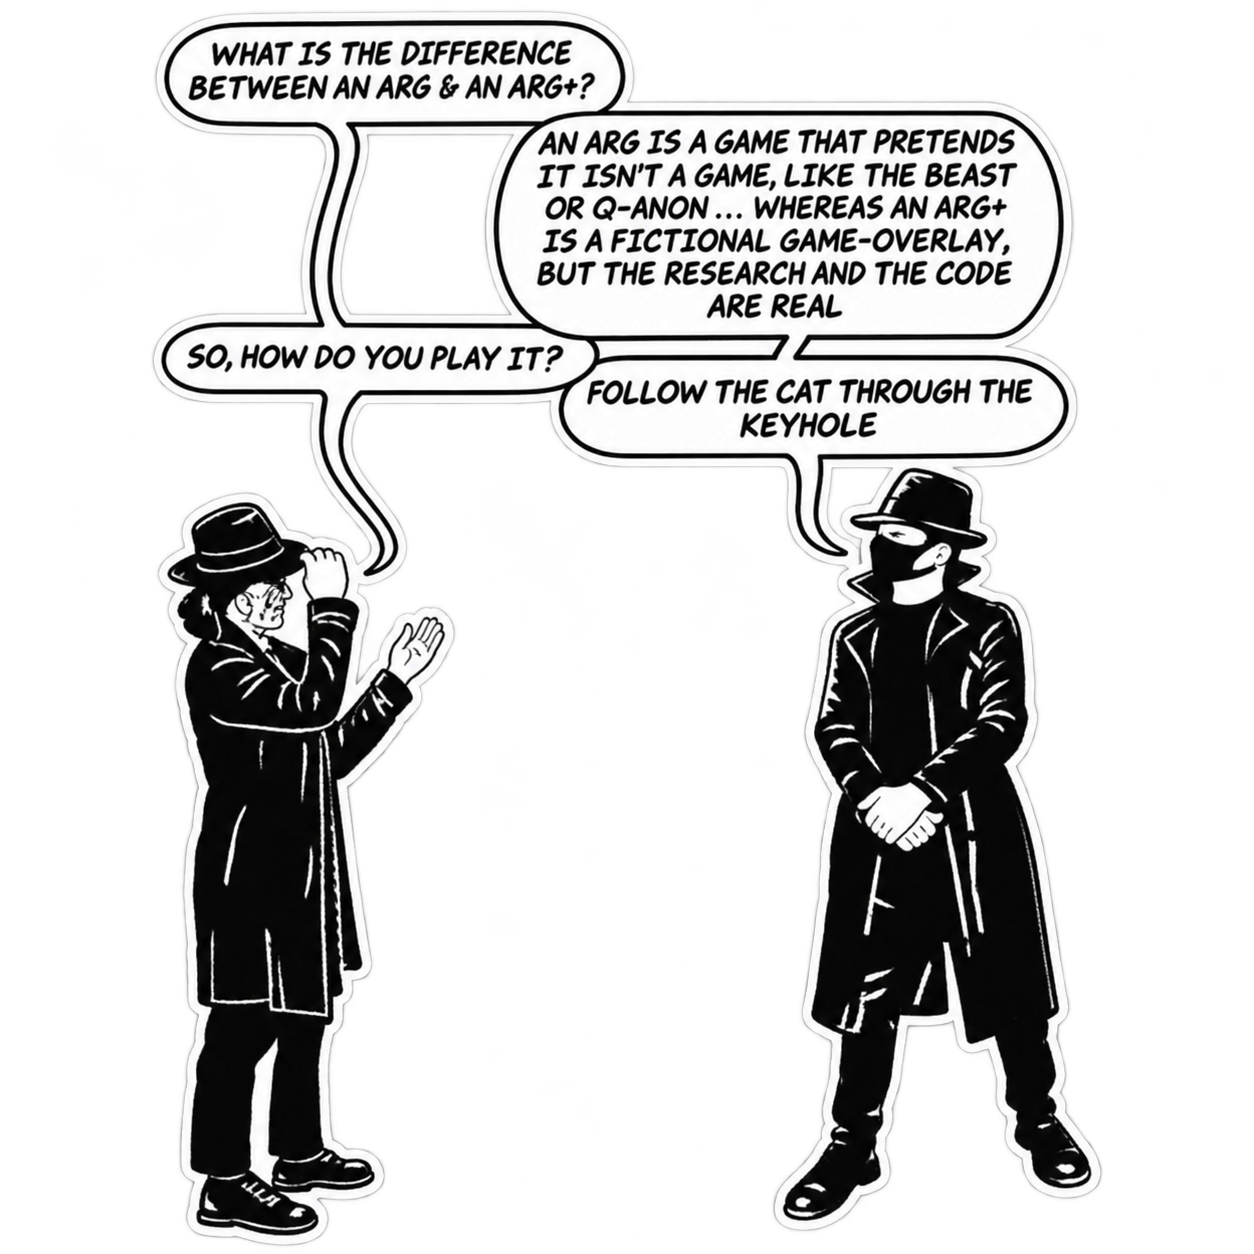 WHAT IS THE DIFFERENCE
BETWEEN AN ARG & AN ARG+?
AN ARG IS A GAME THAT PRETENDS
IT ISN'T A GAME, LIKE THE BEAST
OR Q-ANON ... WHEREAS AN ARG+
IS A FICTIONAL GAME-OVERLAY,
BUT THE RESEARCH AND THE CODE
ARE REAL
SO, HOW DO YOU PLAY IT?
FOLLOW THE CAT THROUGH THE
KEYHOLE